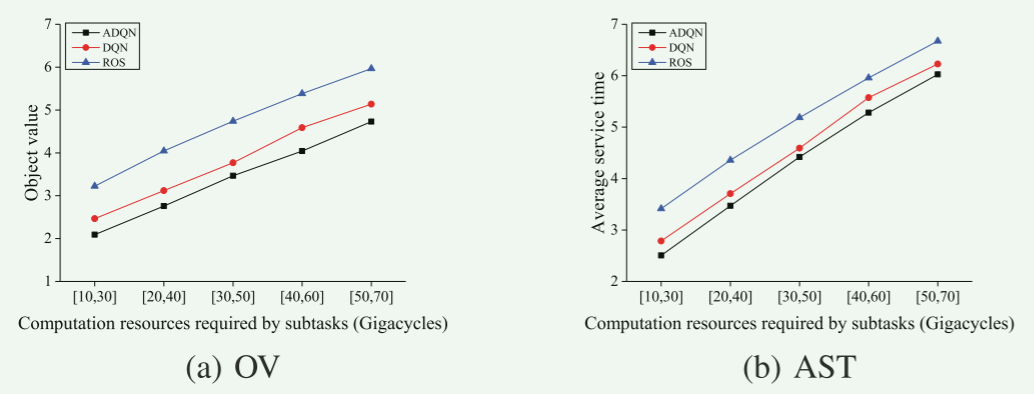 7
6
5
4
3
2
1
Object value
ADQN
DQN
ROS
[10,30] [20,40] [30,50] [40,60] [50,70]
Computation resources required by subtasks (Gigacycles)
(a) OV
7
6
5
4
3
2
Average service time
ADQN
DQN
ROS
[10,30] [20,40] [30,50] [40,60] [50,70]
Computation resources required by subtasks (Gigacycles)
(b) AST